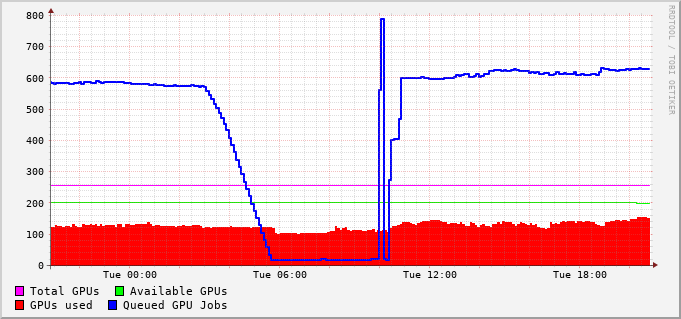 800
700
600
500
400
300
200
100
0
Tue 00:00 Tue 06:00 Tue 12:00 Tue 18:00
Total GPUs Available GPUs
GPUs used Queued GPU Jobs
RRDTOOL / TOBI OETIKER